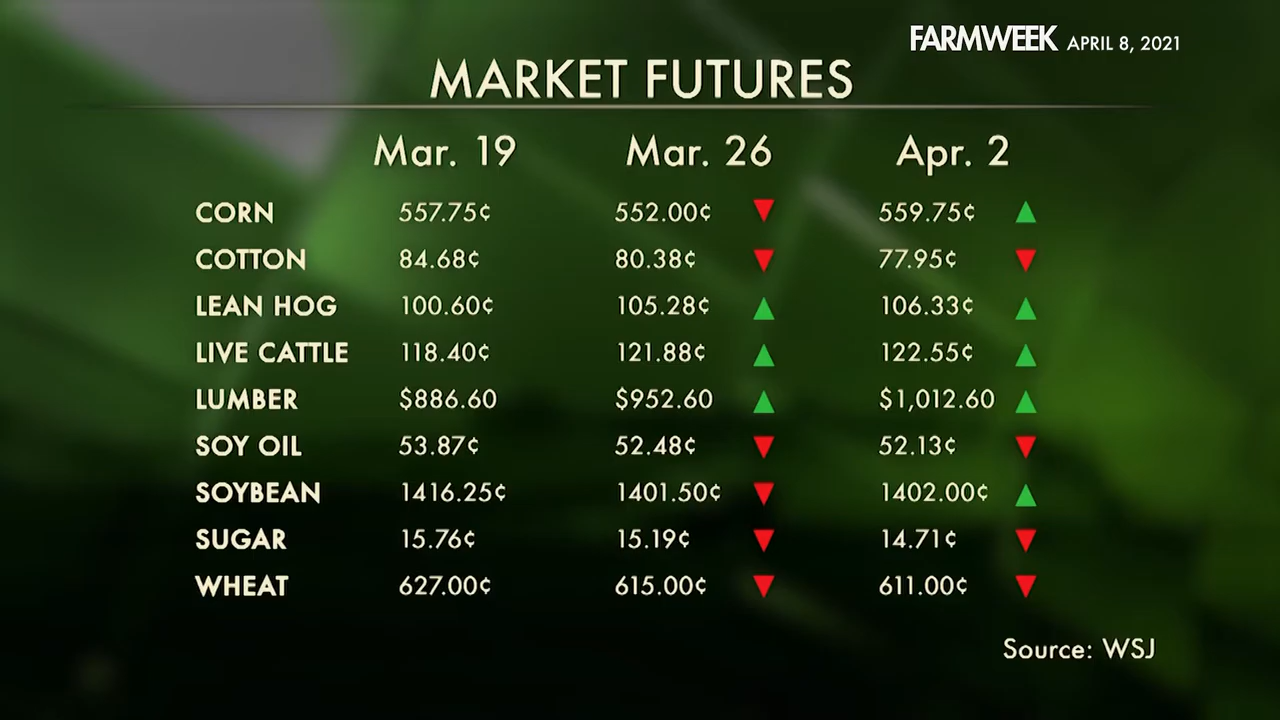 FARMWEEK APRIL 8, 2021
MARKET FUTURES
Mar. 19 Mar. 26 Apr. 2
CORN 557.75¢ 552.00¢ ▼ 559.75¢ ▲
COTTON 84.68¢ 80.38¢ ▼ 77.95¢ ▼
LEAN HOG 100.60¢ 105.28¢ ▲ 106.33¢ ▲
LIVE CATTLE 118.40¢ 121.88¢ ▲ 122.55¢ ▲
LUMBER $886.60 $952.60 ▲ $1,012.60 ▲
SOY OIL 53.87¢ 52.48¢ ▼ 52.13¢ ▼
SOYBEAN 1416.25¢ 1401.50¢ ▼ 1402.00¢ ▲
SUGAR 15.76¢ 15.19¢ ▼ 14.71¢ ▼
WHEAT 627.00¢ 615.00¢ ▼ 611.00¢ ▼
Source: WSJ